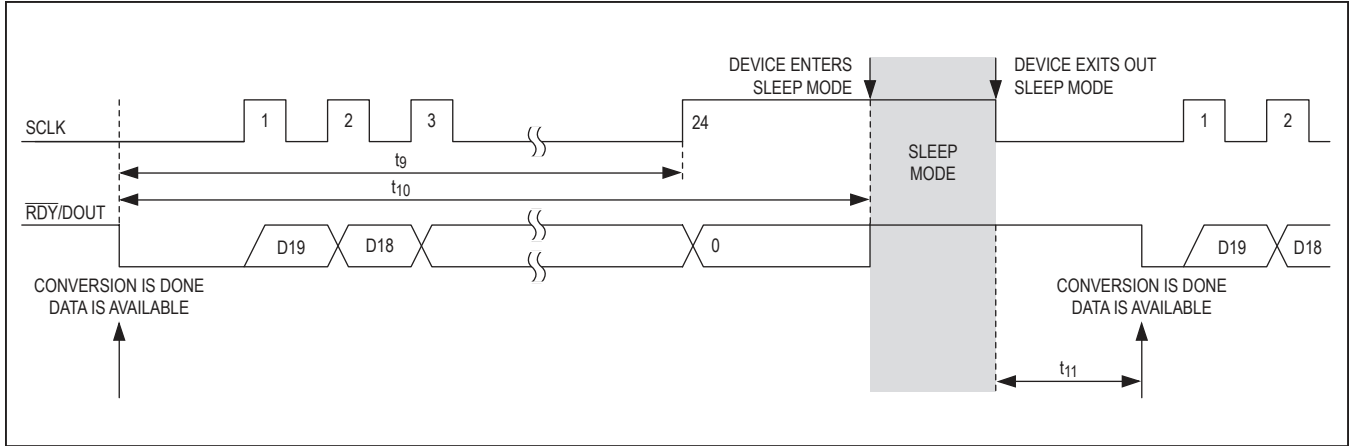 DEVICE ENTERS
SLEEP MODE
DEVICE EXITS OUT
SLEEP MODE
SCLK
1
2
3
24
1
2
SLEEP
MODE
t9
t10
RDY/DOUT
D19
D18
0
D19
D18
CONVERSION IS DONE
DATA IS AVAILABLE
CONVERSION IS DONE
DATA IS AVAILABLE
t11